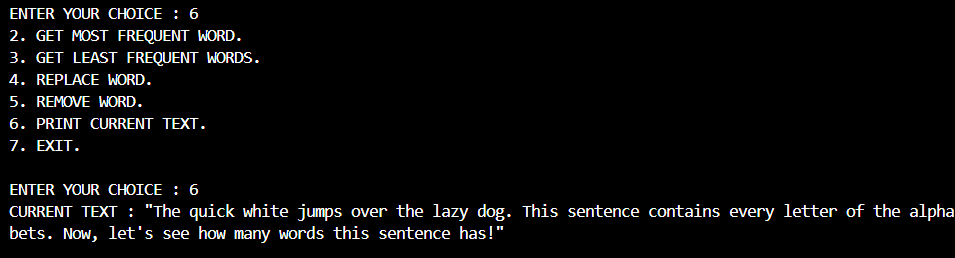 ENTER YOUR CHOICE : 6
2. GET MOST FREQUENT WORD.
3. GET LEAST FREQUENT WORDS.
4. REPLACE WORD.
5. REMOVE WORD.
6. PRINT CURRENT TEXT.
7. EXIT.
ENTER YOUR CHOICE : 6
CURRENT TEXT : "The quick white jumps over the lazy dog. This sentence contains every letter of the alpha
bets. Now, let's see how many words this sentence has!"